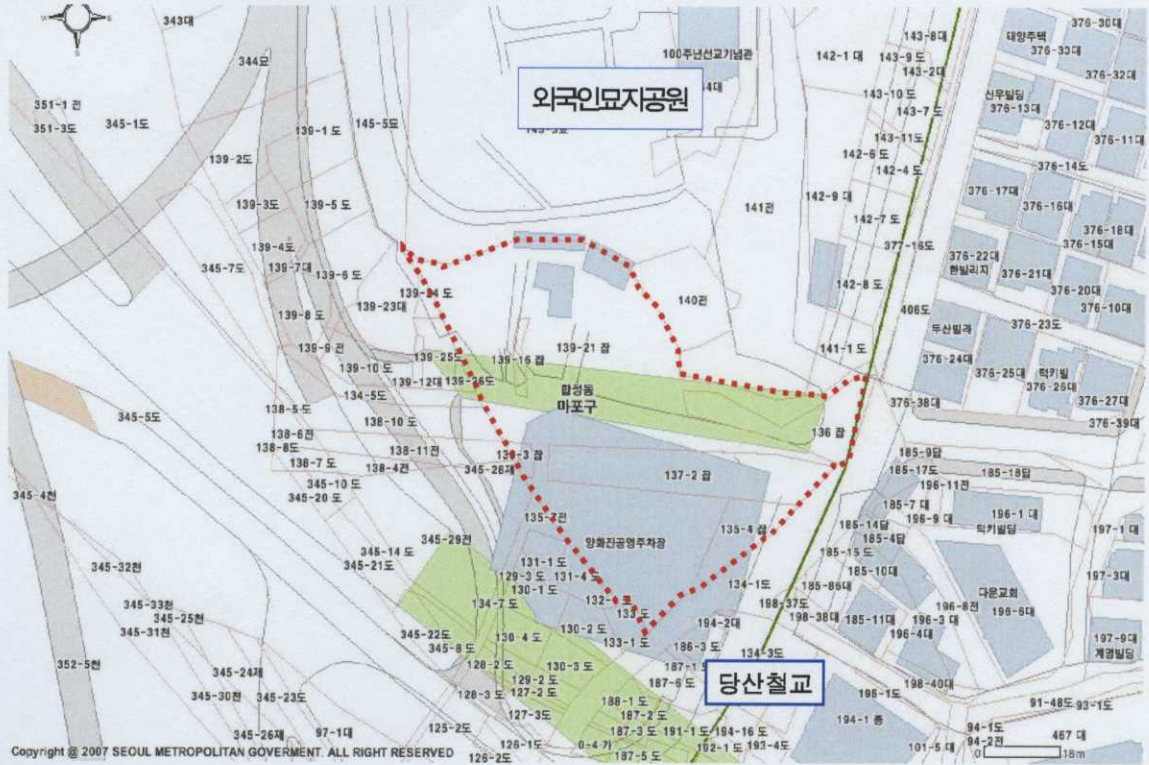 343대
344묘
351-1 전
351-3도
345-1도
139-1 도
145-5묘
139-2도
139-3도
139-5 도
139-4도
139-7대
345-7도
139-6 도
139-23대
139-8 도
139-9 전
139-10 도
139-25도
139-12대
139-26도
134-5도
100주년선교기념관
외국인묘지공원
142-1 대
143-8대
143-9 도
143-2대
143-10 도
143-7 도
143-11도
142-6 도
142-4 도
141전
142-9 대
142-7 도
377-16도
142-8 도
406도
140전
141-1 도
139-16 잡
139-21 잡
합정동
마포구
136 잡
376-30대
태양주택
376-33대
376-32대
신우빌딩
376-13대
376-12대
376-11대
376-14도
376-17대
376-16대
376-18대
376-15대
376-22대
한빌리지
376-21대
376-20대
376-10대
376-23도
두산빌라
376-24대
376-25대
턱키빌
376-26대
376-27대
376-38대
376-39대
345-5도
138-5 도
138-6전
138-8도
138-7 도
138-10 도
138-11전
138-4전
345-28제
345-10 도
345-20 도
345-4천
345-29전
345-14 도
345-21도
137-2 잡
135-4 잡
양화진공영주차장
131-1 도
129-3 도
131-4도
130-1 도
133 도
134-7 도
130-2 도
133-1 도
134-1도
194-2대
186-3 도
187-6 도
185-9답
185-17도
196-11전
185-18답
185-7 대
196-9 대
196-1 대
턱키빌딩
185-14답
185-4답
185-15 도
185-10대
185-86대
198-37도
198-38대
185-11대
196-8전
196-3 대
196-4대
다운교회
196-6대
197-1 대
197-3대
197-9대
계영빌딩
345-32천
345-33천
345-25천
345-31천
352-5천
345-24제
345-30천
345-23도
345-26제
97-1대
345-22도
345-8 도
130-4 도
128-2 도
130-3 도
129-2 도
127-2 도
128-3 도
127-3도
125-2도
126-1도
126-2도
188-1 도
187-2 도
187-3 도
191-1 도
194-16 도
192-1 도
193-4도
187-5 도
0-4 가
당산철교
195-1도
198-40대
194-1 종
101-5 대
94-1도
94-2전
91-48도
93-1도
467 대
0
18m
Copyright @ 2007 SEOUL METROPOLITAN GOVERMENT. ALL RIGHT RESERVED